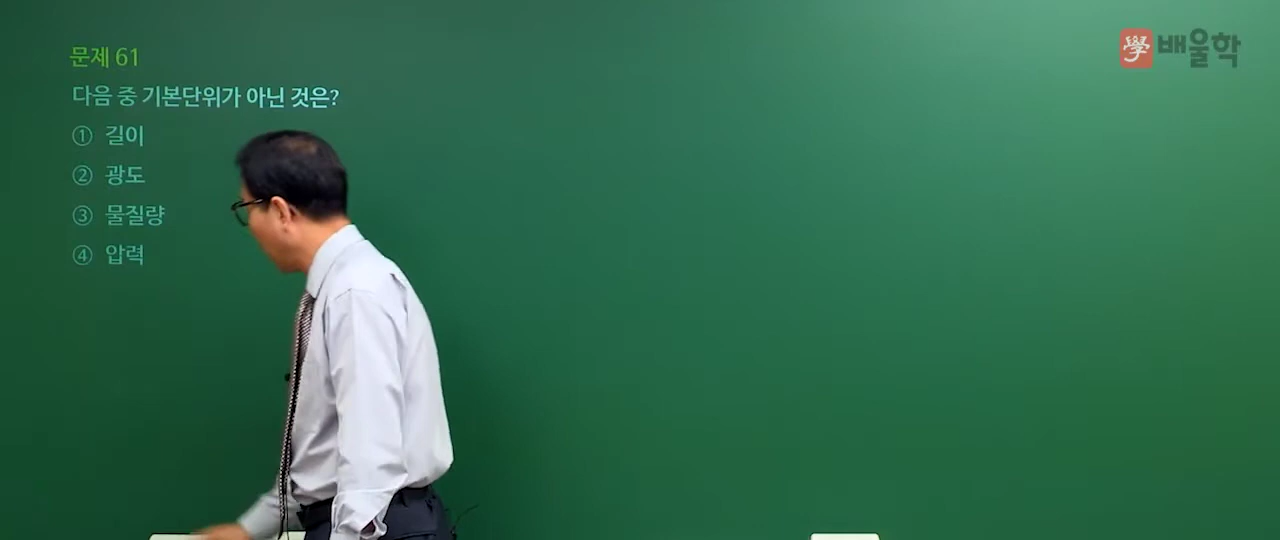 學 배울학
문제 61
다음 중 기본단위가 아닌 것은?
① 길이
② 광도
③ 물질량
④ 압력